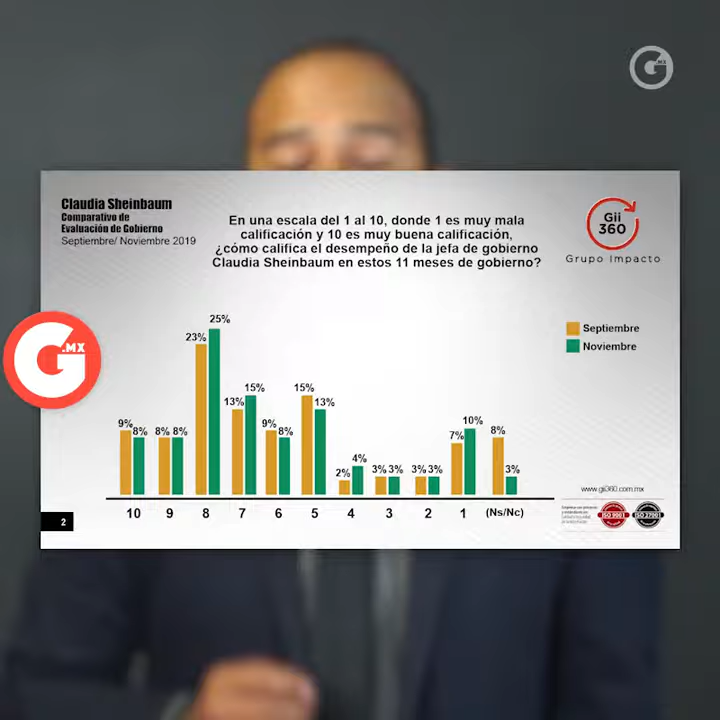 G.MX
Claudia Sheinbaum
Comparativo de
Evaluación de Gobierno
Septiembre/ Noviembre 2019
En una escala del 1 al 10, donde 1 es muy mala
calificación y 10 es muy buena calificación,
¿cómo califica el desempeño de la jefa de gobierno
Claudia Sheinbaum en estos 11 meses de gobierno?
Gii
360
Grupo Impacto
G.MX
Septiembre
Noviembre
9% 8% 8% 8% 23% 25% 13% 15% 9% 8% 15% 13% 2% 4% 3% 3% 3% 3% 7% 10% 8% 3%
10 9 8 7 6 5 4 3 2 1 (Ns/Nc)
www.gii360.com.mx
ISO 9001
2